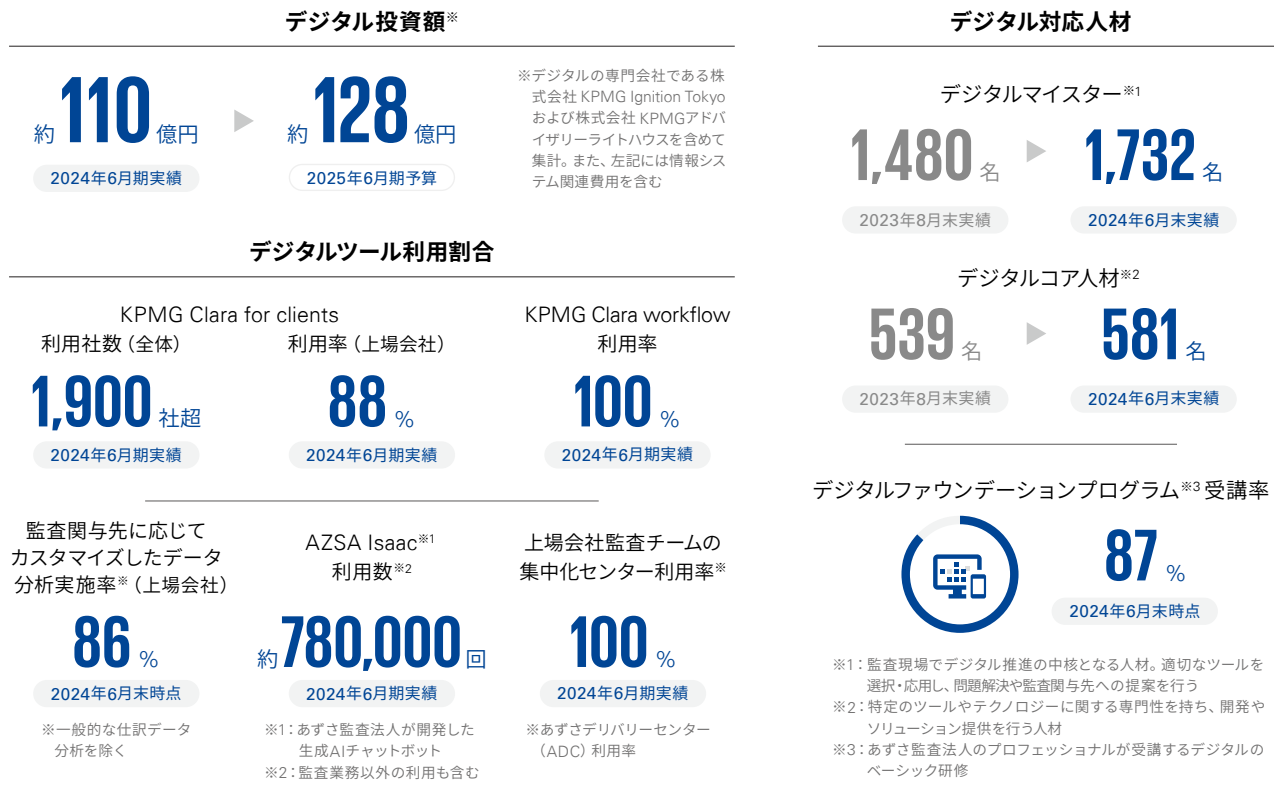 デジタル投資額※
約110億円
2024年6月期実績
約128億円
2025年6月期予算
※デジタルの専門会社である株
式会社 KPMG Ignition Tokyo
および株式会社 KPMGアドバ
イザリーライトハウスを含めて
集計。また、左記には情報シス
テム関連費用を含む
デジタルツール利用割合
KPMG Clara for clients
利用社数（全体）
1,900社超
2024年6月期実績
利用率（上場会社）
88%
2024年6月期実績
KPMG Clara workflow
利用率
100%
2024年6月期実績
監査関与先に応じて
カスタマイズしたデータ
分析実施率※（上場会社）
86%
2024年6月末時点
※一般的な仕訳データ
分析を除く
AZSA Isaac※1
利用数※2
約780,000回
2024年6月期実績
※1：あずさ監査法人が開発した
生成AIチャットボット
※2：監査業務以外の利用も含む
上場会社監査チームの
集中化センター利用率※
100%
2024年6月期実績
※あずさデリバリーセンター
（ADC）利用率
デジタル対応人材
デジタルマイスター※1
1,480名
2023年8月末実績
1,732名
2024年6月末実績
デジタルコア人材※2
539名
2023年8月末実績
581名
2024年6月末実績
デジタルファウンデーションプログラム※3 受講率
87%
2024年6月末時点
※1：監査現場でデジタル推進の中核となる人材。適切なツールを
選択・応用し、問題解決や監査関与先への提案を行う
※2：特定のツールやテクノロジーに関する専門性を持ち、開発や
ソリューション提供を行う人材
※3：あずさ監査法人のプロフェッショナルが受講するデジタルの
ベーシック研修